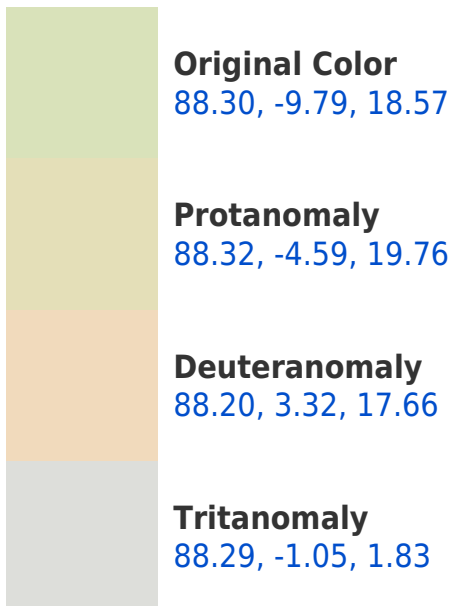 Original Color
88.30, -9.79, 18.57
Protanomaly
88.32, -4.59, 19.76
Deuteranomaly
88.20, 3.32, 17.66
Tritanomaly
88.29, -1.05, 1.83